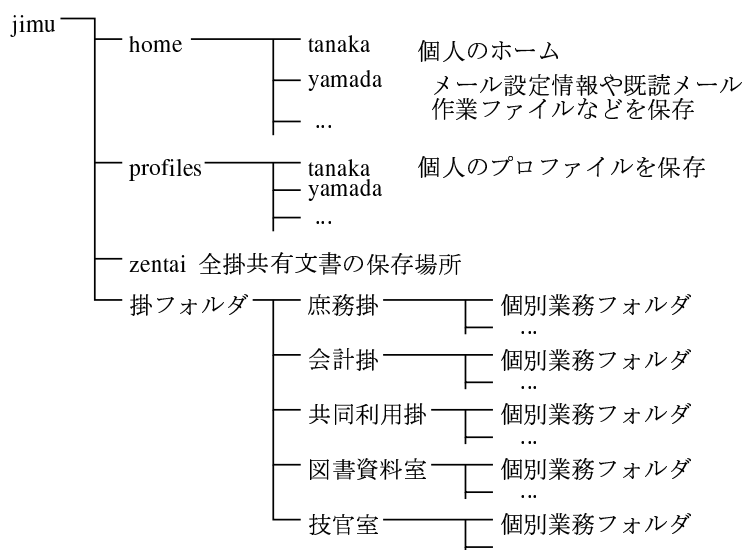 jimu
home tanaka 個人のホーム
yamada メール設定情報や既読メール
作業ファイルなどを保存
...
profiles tanaka 個人のプロファイルを保存
yamada
...
zentai 全掛共有文書の保存場所
掛フォルダ 庶務掛 個別業務フォルダ
...
会計掛 個別業務フォルダ
...
共同利用掛 個別業務フォルダ
...
図書資料室 個別業務フォルダ
...
技官室 個別業務フォルダ